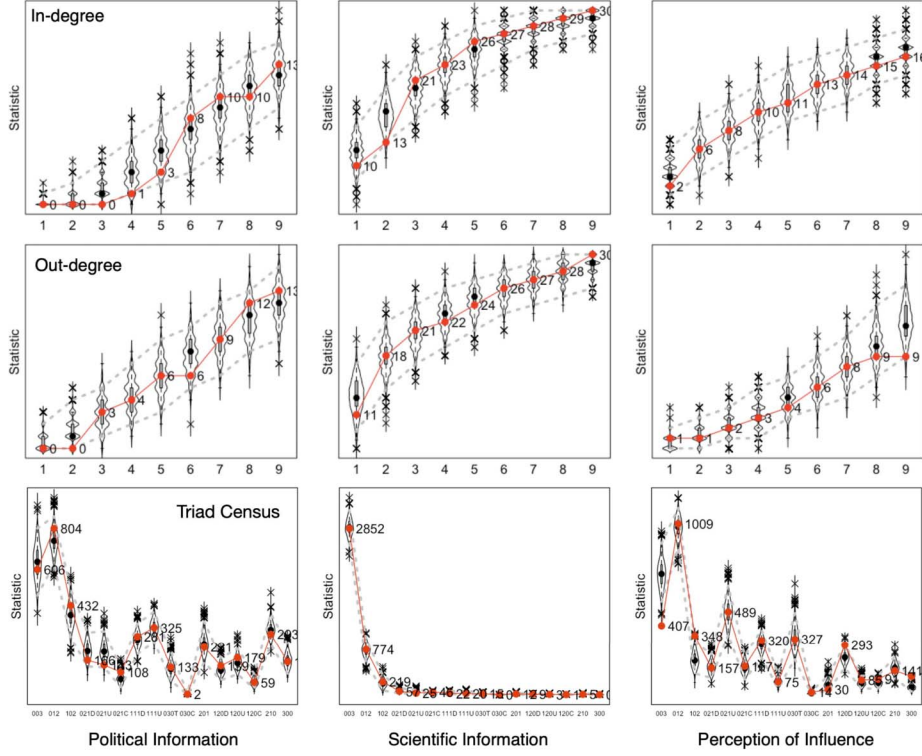 In-degree
Statistic
0 0 0 1 3 8 10 10 13
1 2 3 4 5 6 7 8 9
Statistic
10 13 21 23 26 27 28 29 30
1 2 3 4 5 6 7 8 9
Statistic
2 6 8 10 11 13 14 15 16
1 2 3 4 5 6 7 8 9
Out-degree
Statistic
0 0 3 4 6 6 9 12 13
1 2 3 4 5 6 7 8 9
Statistic
11 18 21 22 24 26 27 28 30
1 2 3 4 5 6 7 8 9
Statistic
1 1 2 3 4 6 8 9 9
1 2 3 4 5 6 7 8 9
Triad Census
Statistic
606 804 432 108 325 133 2 179 59
003 012 102 021D 021U 021C 111D 111U 030T 030C 201 120D 120U 120C 210 300
Political Information
Statistic
2852 774 219
003 012 102 021D 021U 021C 111D 111U 030T 030C 201 120D 120U 120C 210 300
Scientific Information
Statistic
407 1009 348 157 489 320 75 327 14 30 293 141
003 012 102 021D 021U 021C 111D 111U 030T 030C 201 120D 120U 120C 210 300
Perception of Influence